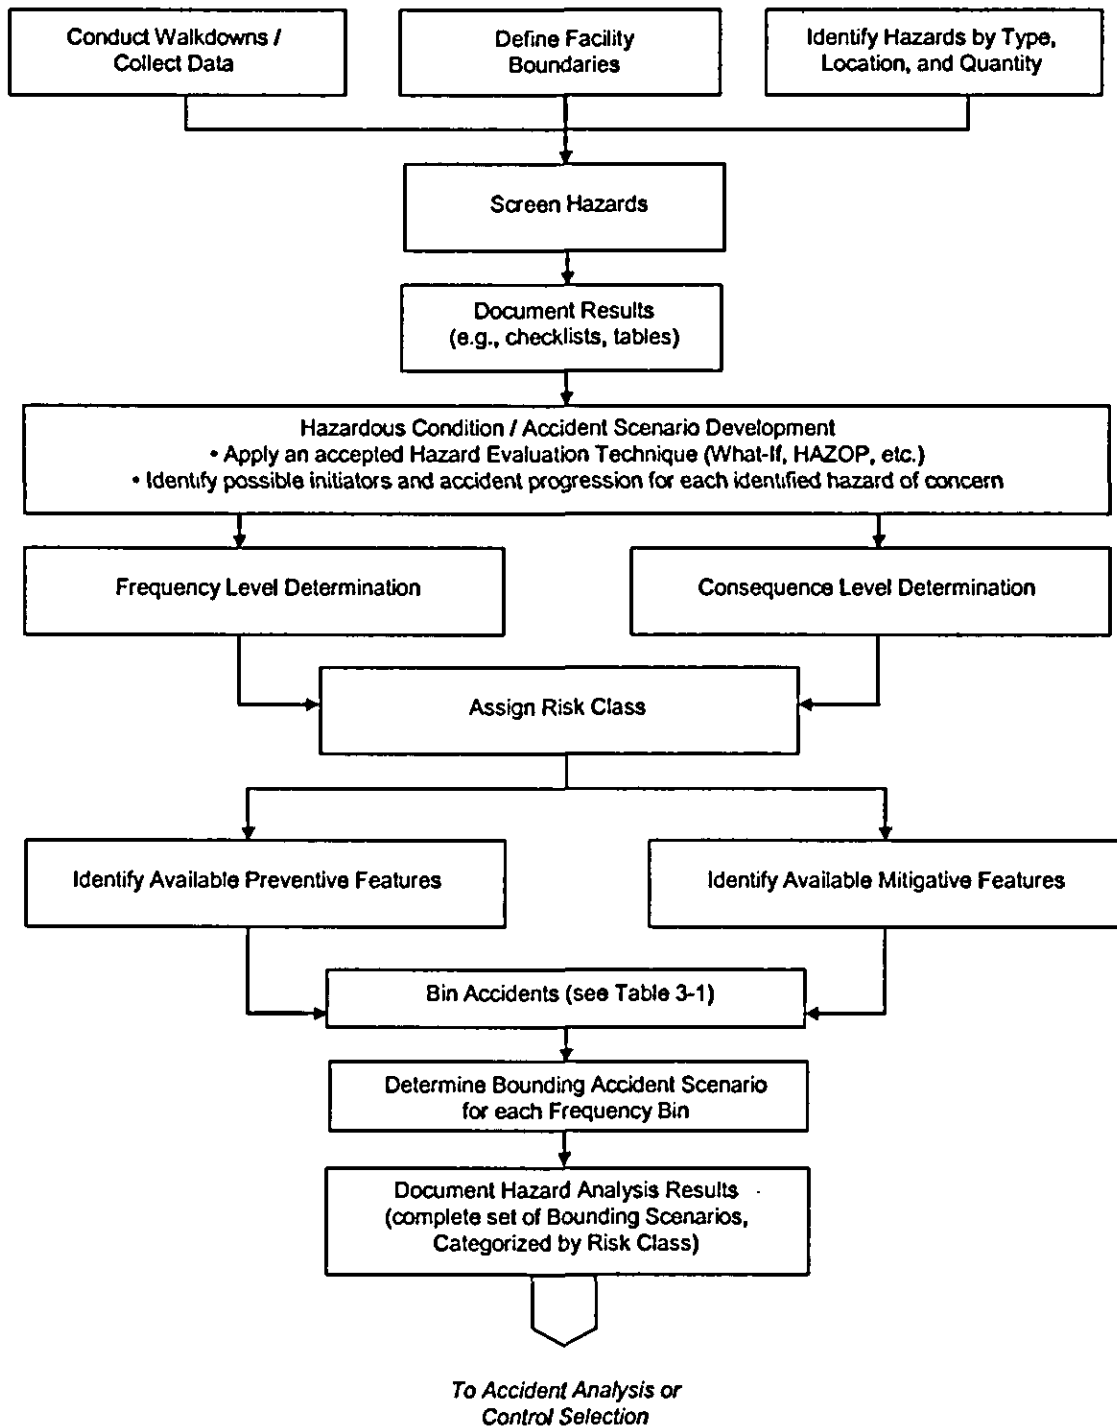 Conduct Walkdowns /
Collect Data
Define Facility
Boundaries
Identify Hazards by Type,
Location, and Quantity
Screen Hazards
Document Results
(e.g., checklists, tables)
Hazardous Condition / Accident Scenario Development
• Apply an accepted Hazard Evaluation Technique (What-If, HAZOP, etc.)
• Identify possible initiators and accident progression for each identified hazard of concern
Frequency Level Determination
Consequence Level Determination
Assign Risk Class
Identify Available Preventive Features
Identify Available Mitigative Features
Bin Accidents (see Table 3-1)
Determine Bounding Accident Scenario
for each Frequency Bin
Document Hazard Analysis Results
(complete set of Bounding Scenarios,
Categorized by Risk Class)
To Accident Analysis or
Control Selection